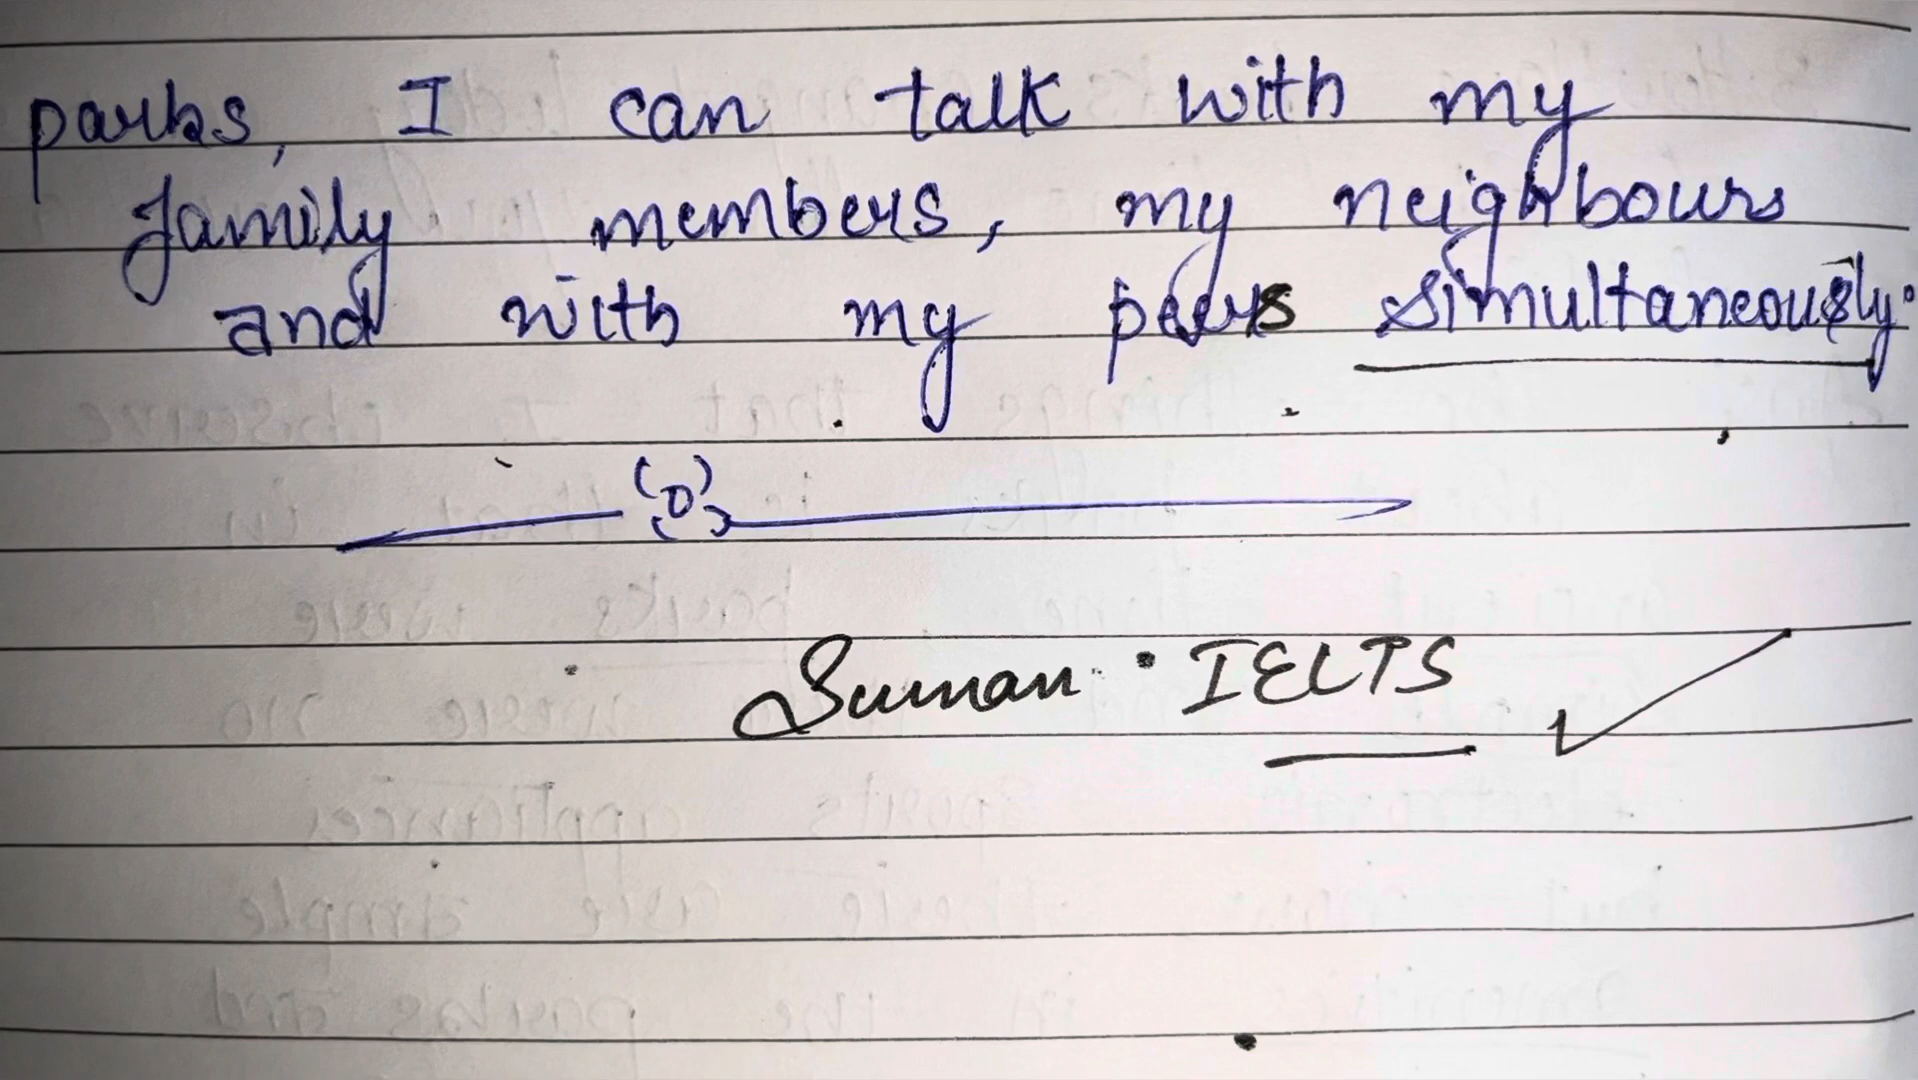 parks, I can talk with my
family members, my neighbours
and with my peers simultaneously.
Suman. IELTS